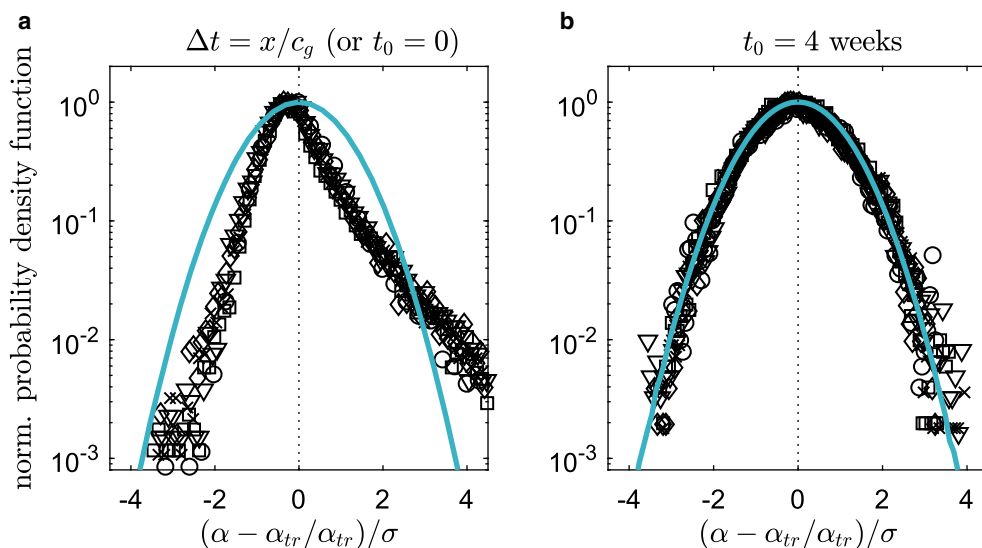 a
Δt = x/c_g (or t_0 = 0)
b
t_0 = 4 weeks
norm. probability density function
10^0
10^-1
10^-2
10^-3
-4 -2 0 2 4
(α − α_tr/α_tr)/σ
10^0
10^-1
10^-2
10^-3
-4 -2 0 2 4
(α − α_tr/α_tr)/σ